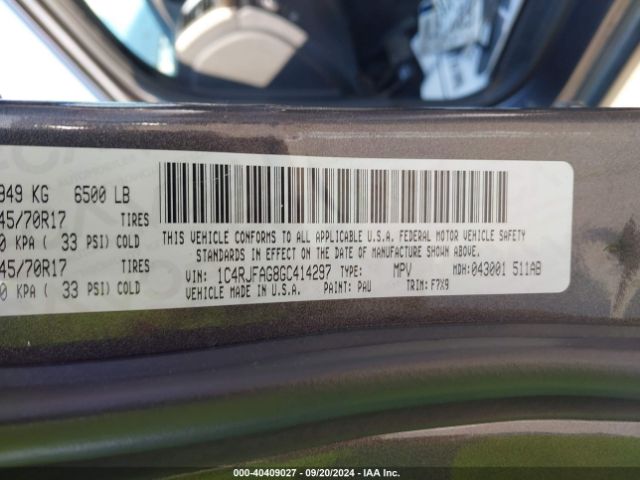 949 KG 6500 LB
45/70R17 TIRES
0 KPA ( 33 PSI) COLD
45/70R17 TIRES
0 KPA ( 33 PSI) COLD
THIS VEHICLE CONFORMS TO ALL APPLICABLE U.S.A. FEDERAL MOTOR VEHICLE SAFETY
STANDARDS IN EFFECT ON THE DATE OF MANUFACTURE SHOWN ABOVE.
VIN: 1C4RJFAG8GC414297 TYPE: MPV MDH: 043001 511AB
VEHICLE MADE IN U.S.A. PAINT: PAU TRIM: F7X9
000-40409027 - 09/20/2024 - IAA Inc.